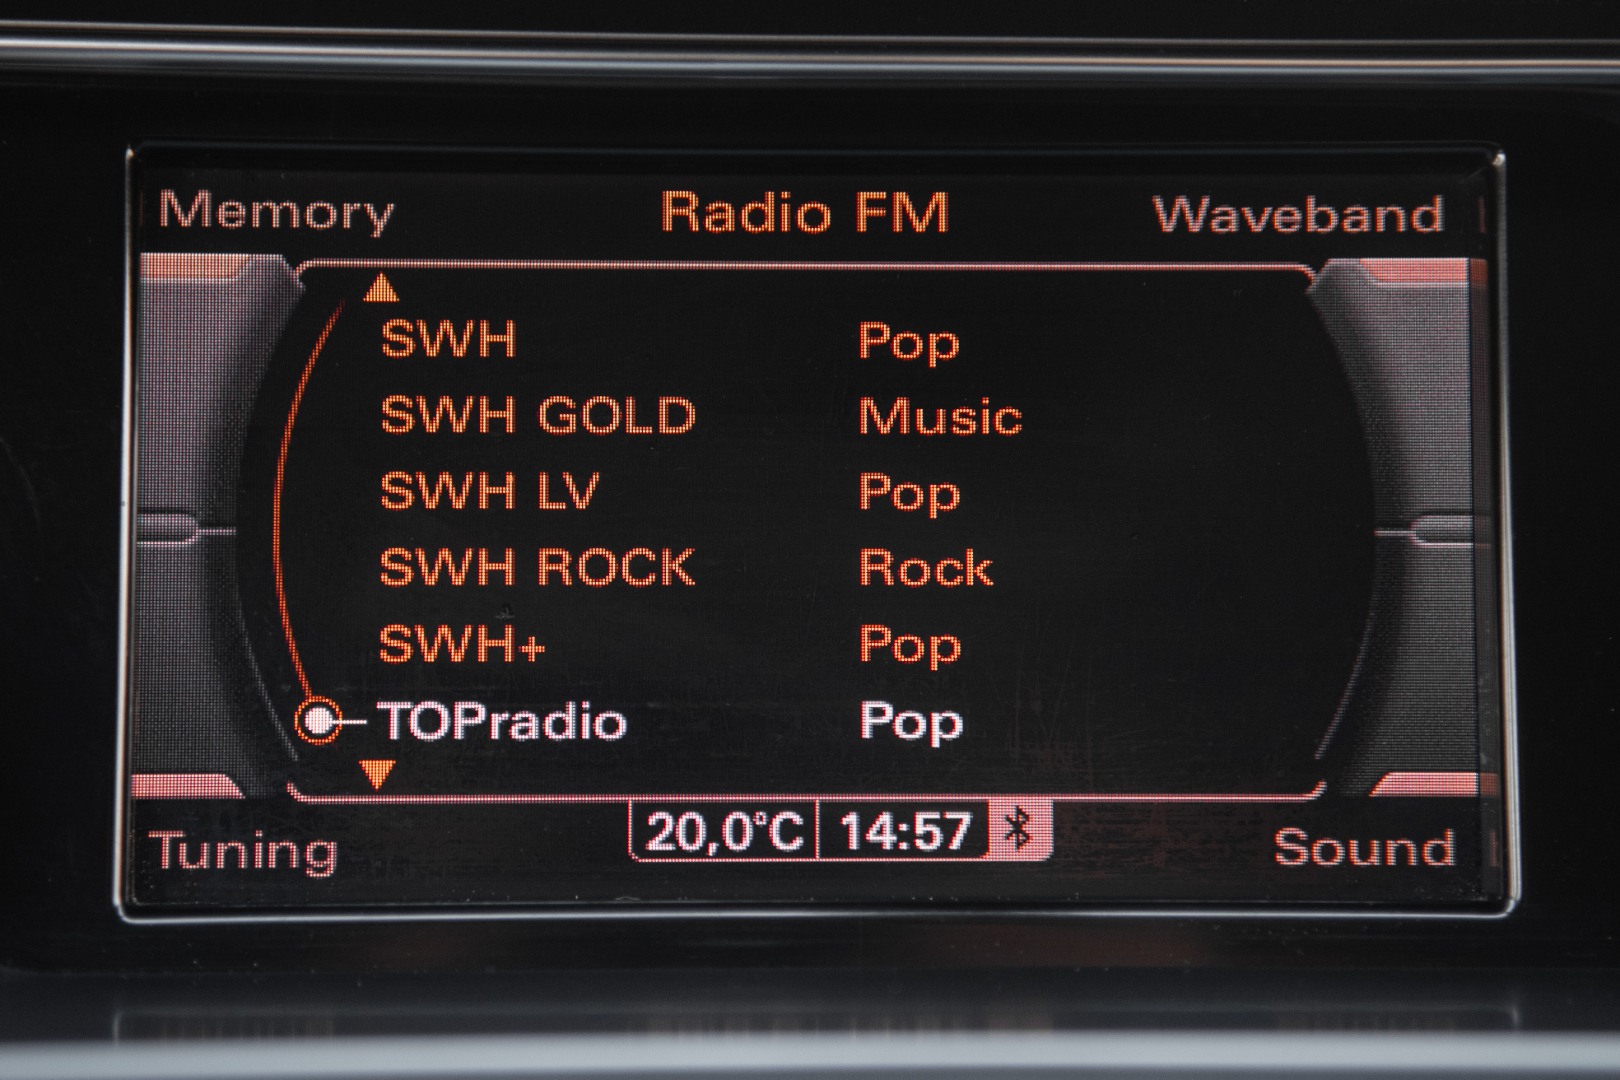 Memory Radio FM Waveband
SWH Pop
SWH GOLD Music
SWH LV Pop
SWH ROCK Rock
SWH+ Pop
TOPradio Pop
20,0°C 14:57
Tuning Sound